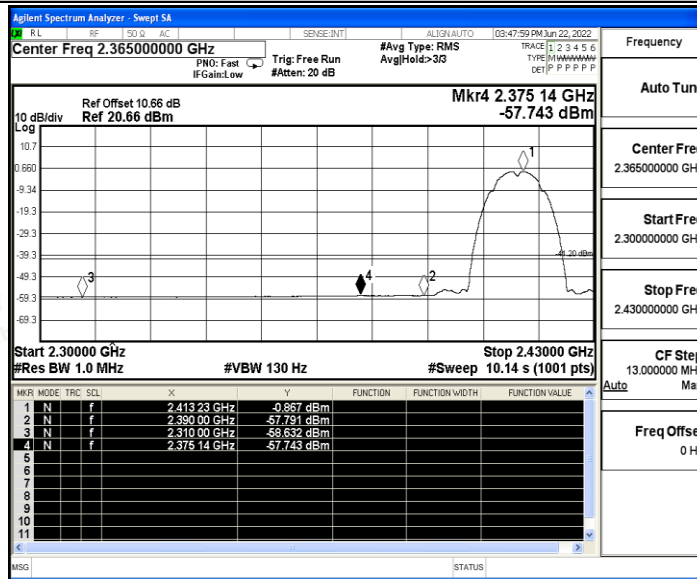 Agilent Spectrum Analyzer - Swept SA
RL RF 50 Ω AC SENSE:INT ALIGN AUTO 03:47:59 PM Jun 22, 2022
Center Freq 2.365000000 GHz
PNO: Fast
IFGain:Low
Trig: Free Run
#Atten: 20 dB
#Avg Type: RMS
Avg|Hold:>3/3
TRACE 1 2 3 4 5 6
TYPE M
DET P P P P P P
Ref Offset 10.66 dB
Ref 20.66 dBm
10 dB/div
Log
Mkr4 2.375 14 GHz
-57.743 dBm
10.7
0.660
-9.34
-19.3
-29.3
-39.3
-49.3
-59.3
-69.3
1
2
3
4
-41.20 dBm
Start 2.30000 GHz Stop 2.43000 GHz
#Res BW 1.0 MHz #VBW 130 Hz #Sweep 10.14 s (1001 pts)
MKR MODE TRC SCL X Y FUNCTION FUNCTION WIDTH FUNCTION VALUE
1 N f 2.413 23 GHz -0.867 dBm
2 N f 2.390 00 GHz -57.791 dBm
3 N f 2.310 00 GHz -58.632 dBm
4 N f 2.375 14 GHz -57.743 dBm
5
6
7
8
9
10
11
MSG STATUS
Frequency
Auto Tun
Center Fre
2.365000000 GH
Start Fre
2.300000000 GH
Stop Fre
2.430000000 GH
CF Step
13.000000 MH
Auto Ma
Freq Offse
0 H